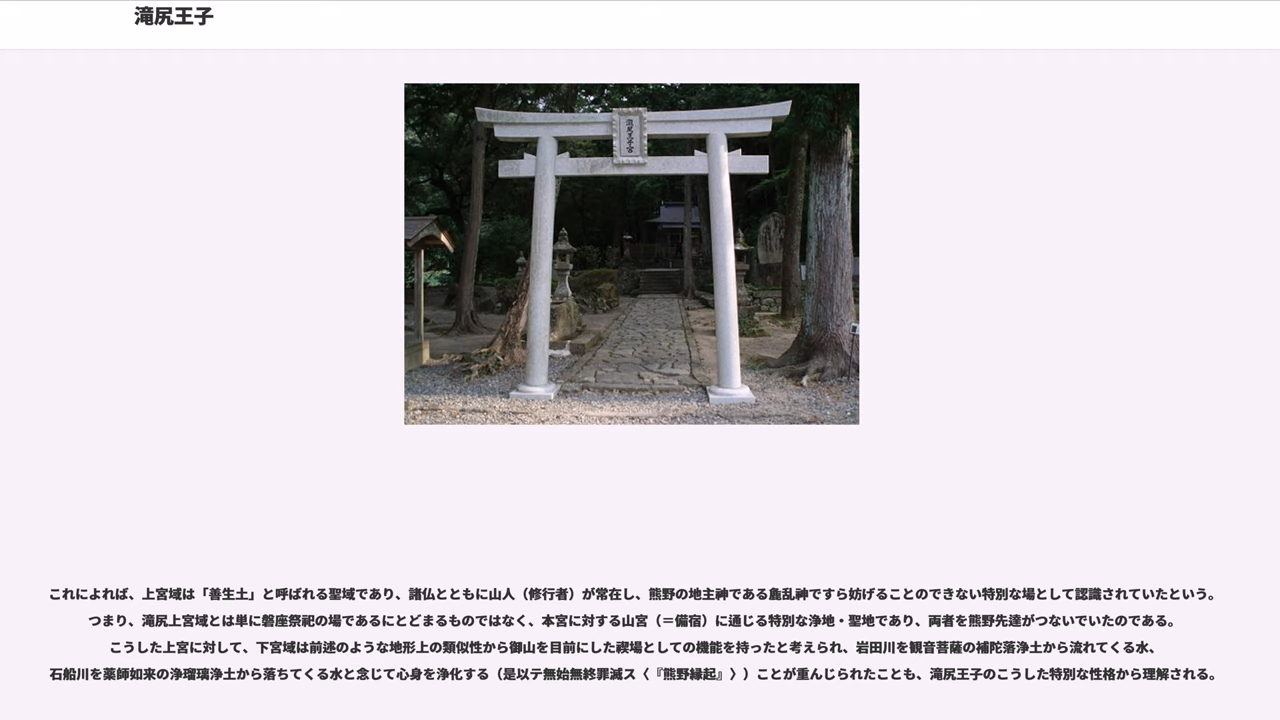 滝尻王子
滝尻王子宮
これによれば、上宮域は「善生土」と呼ばれる聖域であり、諸仏とともに山人（修行者）が常在し、熊野の地主神である麁乱神ですら妨げることのできない特別な場として認識されていたという。
つまり、滝尻上宮域とは単に磐座祭祀の場であるにとどまるものではなく、本宮に対する山宮（＝備宿）に通じる特別な浄地・聖地であり、両者を熊野先達がつないでいたのである。
こうした上宮に対して、下宮域は前述のような地形上の類似性から御山を目前にした禊場としての機能を持ったと考えられ、岩田川を観音菩薩の補陀落浄土から流れてくる水、
石船川を薬師如来の浄瑠璃浄土から落ちてくる水と念じて心身を浄化する（是以テ無始無終罪滅ス〈『熊野縁起』〉）ことが重んじられたことも、滝尻王子のこうした特別な性格から理解される。